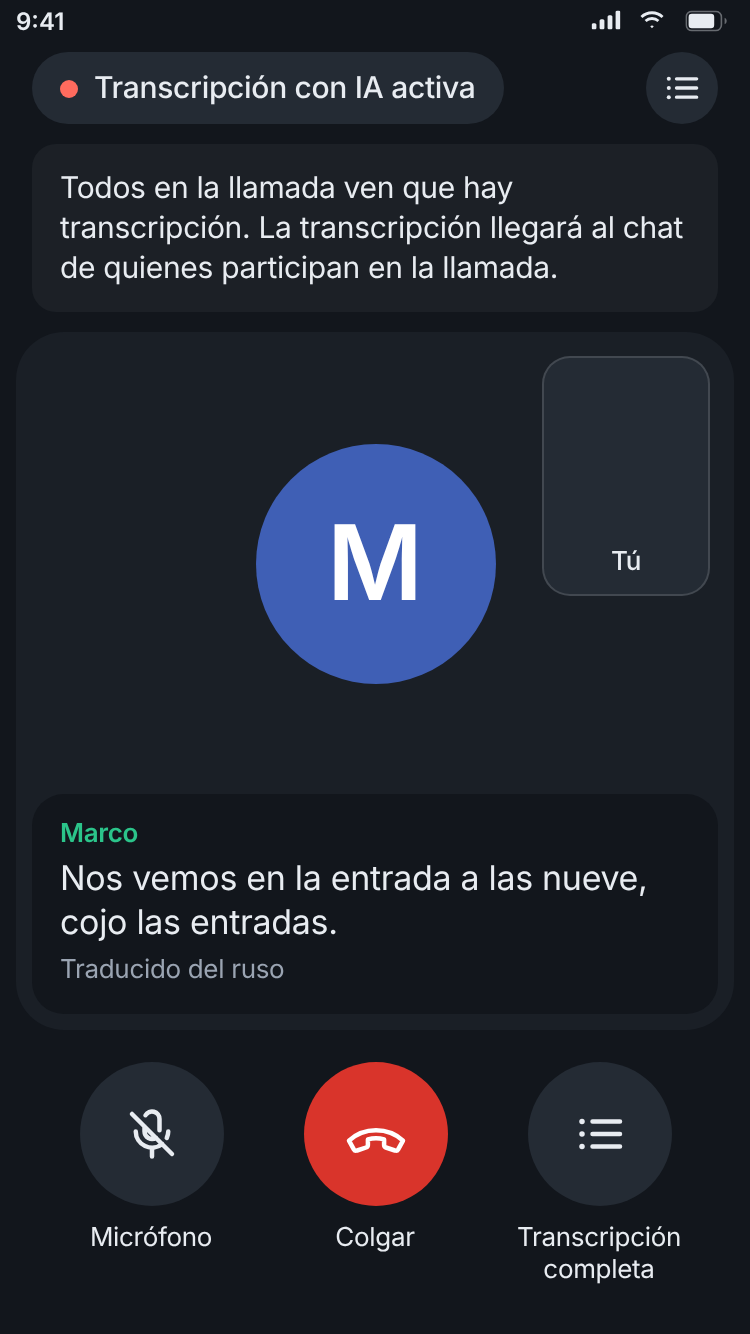 9:41
Transcripción con IA activa
Todos en la llamada ven que hay
transcripción. La transcripción llegará al chat
de quienes participan en la llamada.
M
Tú
Marco
Nos vemos en la entrada a las nueve,
cojo las entradas.
Traducido del ruso
Micrófono
Colgar
Transcripción
completa